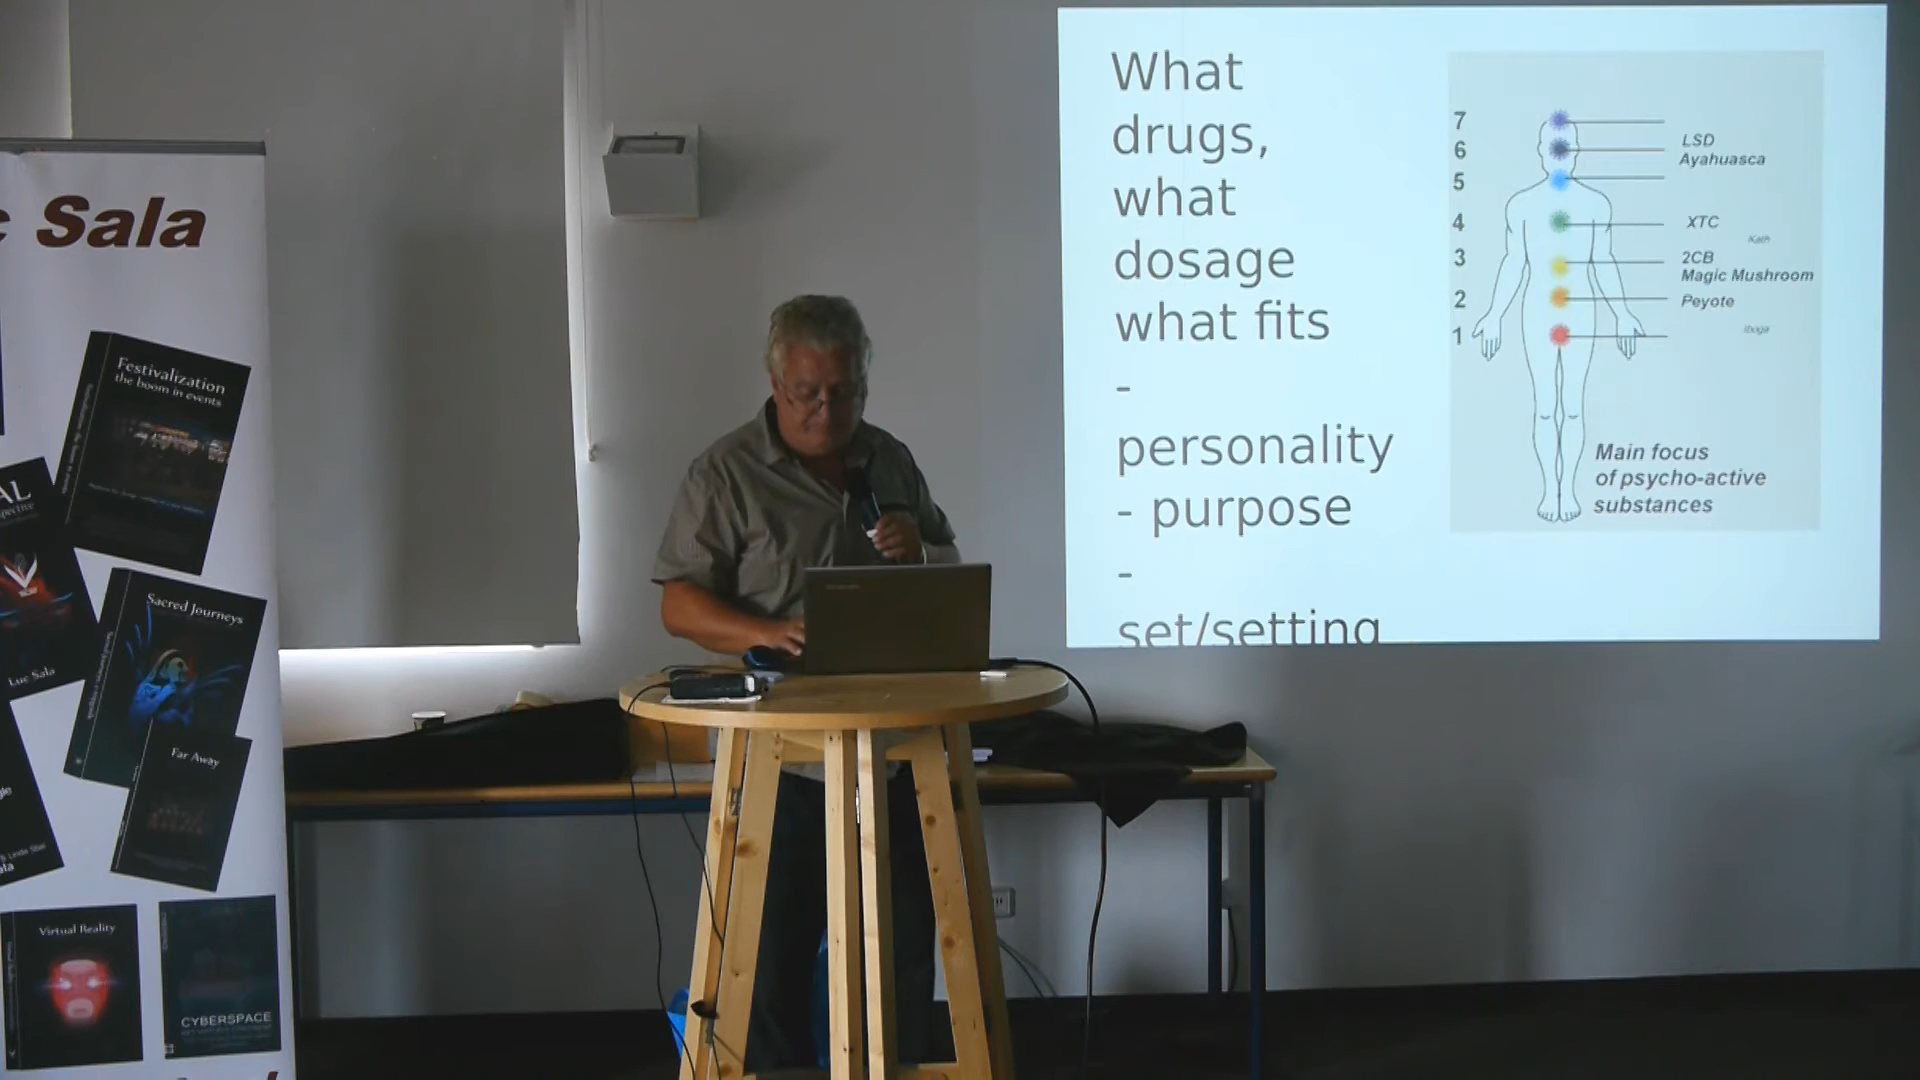 Sala
Festivalization
the boom in events
AL
Luc Sala
Sacred Journeys
Far Away
Virtual Reality
CYBERSPACE
What
drugs,
what
dosage
what fits
-
personality
- purpose
-
set/setting
7
6
5
4
3
2
1
LSD
Ayahuasca
XTC
Kath
2CB
Magic Mushroom
Peyote
Iboga
Main focus
of psycho-active
substances